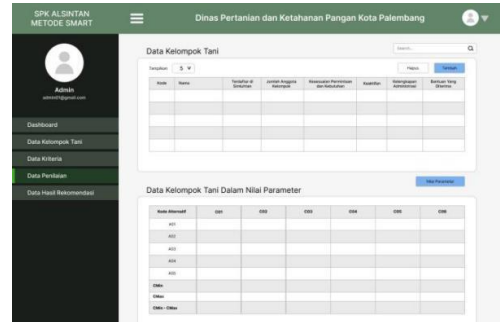 SPK ALSINTAN
METODE SMART
Dinas Pertanian dan Ketahanan Pangan Kota Palembang
Admin
Dashboard
Data Kelompok Tani
Data Kriteria
Data Penilaian
Data Hasil Rekomendasi
Data Kelompok Tani
Search...
Tampilkan 5
Tambah
Kode Nama Terdaftar di Simluhtan Jumlah Anggota Kelompok Kesesuaian Permintaan dan Kebutuhan Keaktifan Kelengkapan Administrasi Bantuan Yang Diterima
Nilai Parameter
Data Kelompok Tani Dalam Nilai Parameter
Kode Alternatif C01 C02 C03 C04 C05 C06
A01
A02
A03
A04
A05
CMin
CMax
CMin - CMax